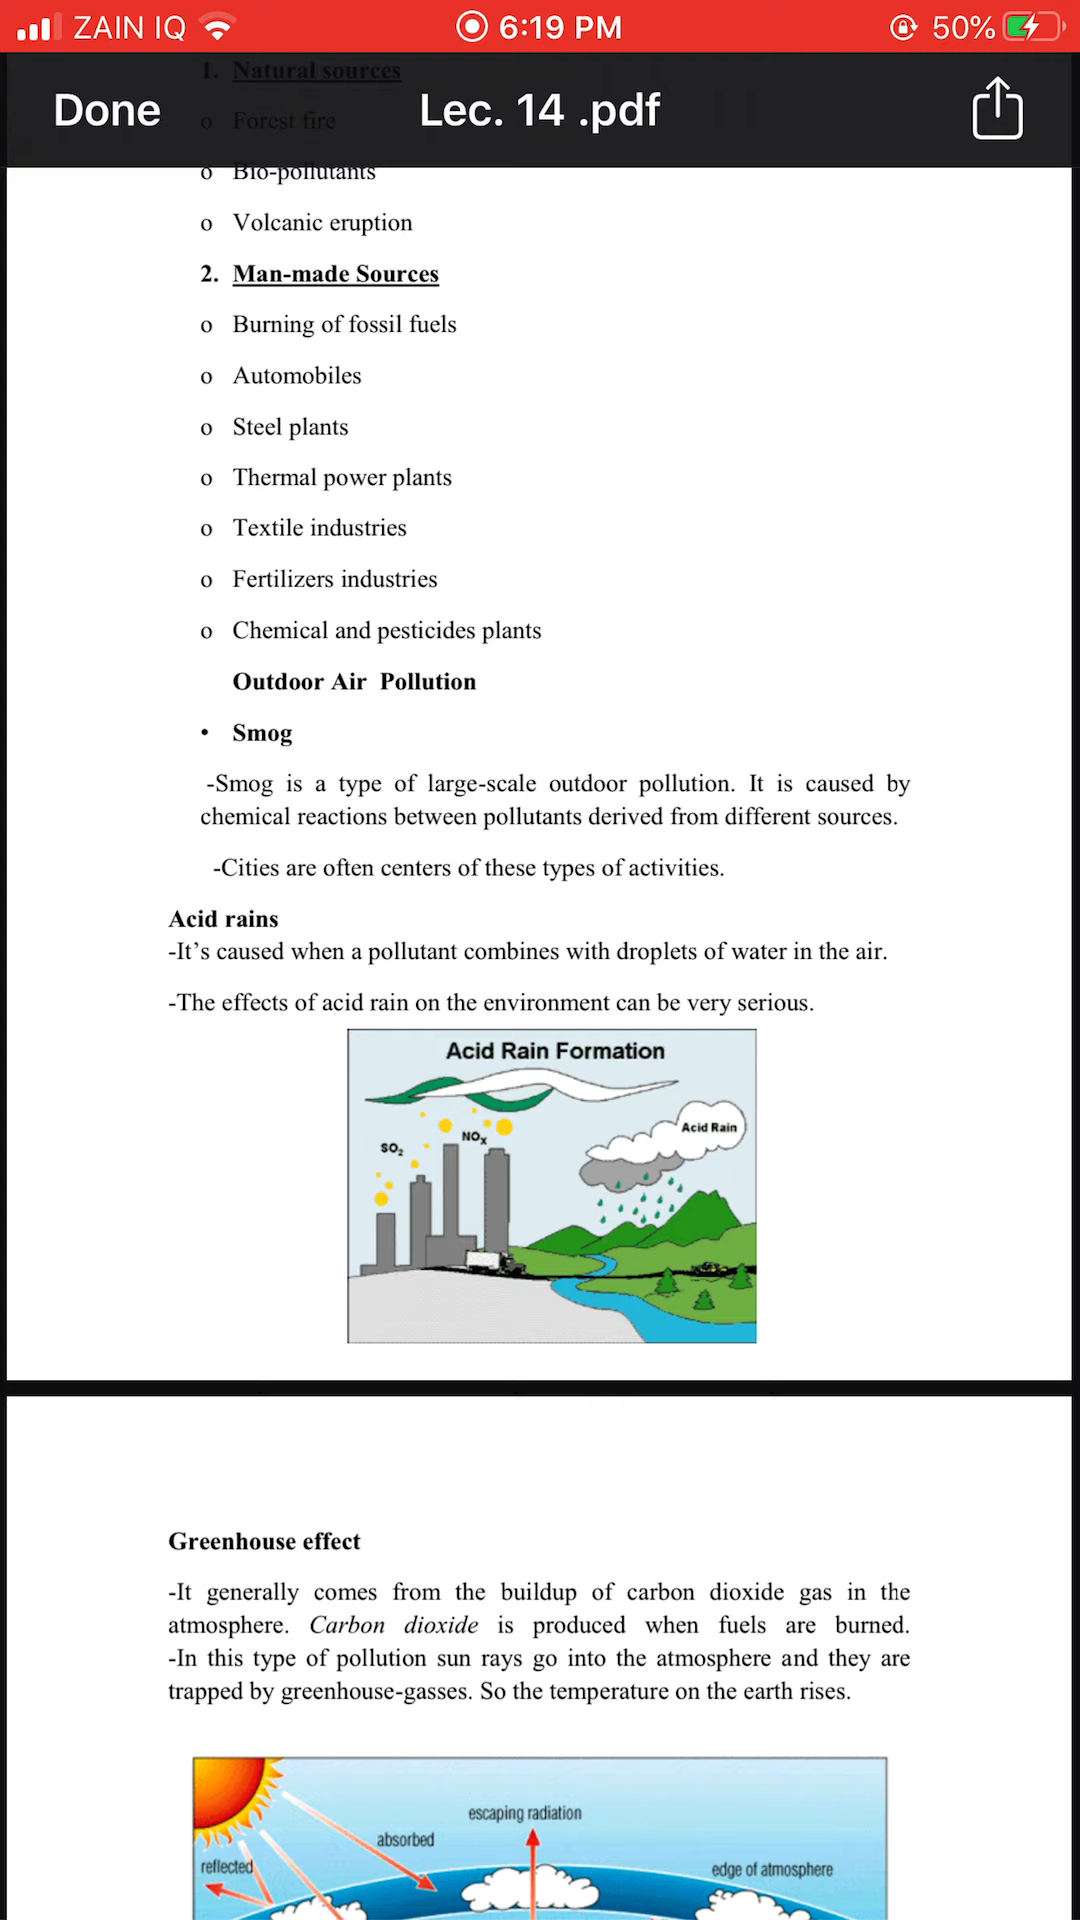 ZAIN IQ 6:19 PM 50%
1. Natural sources
Done Lec. 14 .pdf
o Forest fire
o Bio-pollutants
o Volcanic eruption
2. Man-made Sources
o Burning of fossil fuels
o Automobiles
o Steel plants
o Thermal power plants
o Textile industries
o Fertilizers industries
o Chemical and pesticides plants
Outdoor Air Pollution
• Smog
-Smog is a type of large-scale outdoor pollution. It is caused by
chemical reactions between pollutants derived from different sources.
-Cities are often centers of these types of activities.
Acid rains
-It’s caused when a pollutant combines with droplets of water in the air.
-The effects of acid rain on the environment can be very serious.
Acid Rain Formation
Acid Rain
NOx
SO₂
Greenhouse effect
-It generally comes from the buildup of carbon dioxide gas in the
atmosphere. Carbon dioxide is produced when fuels are burned.
-In this type of pollution sun rays go into the atmosphere and they are
trapped by greenhouse-gasses. So the temperature on the earth rises.
escaping radiation
absorbed
reflected
edge of atmosphere